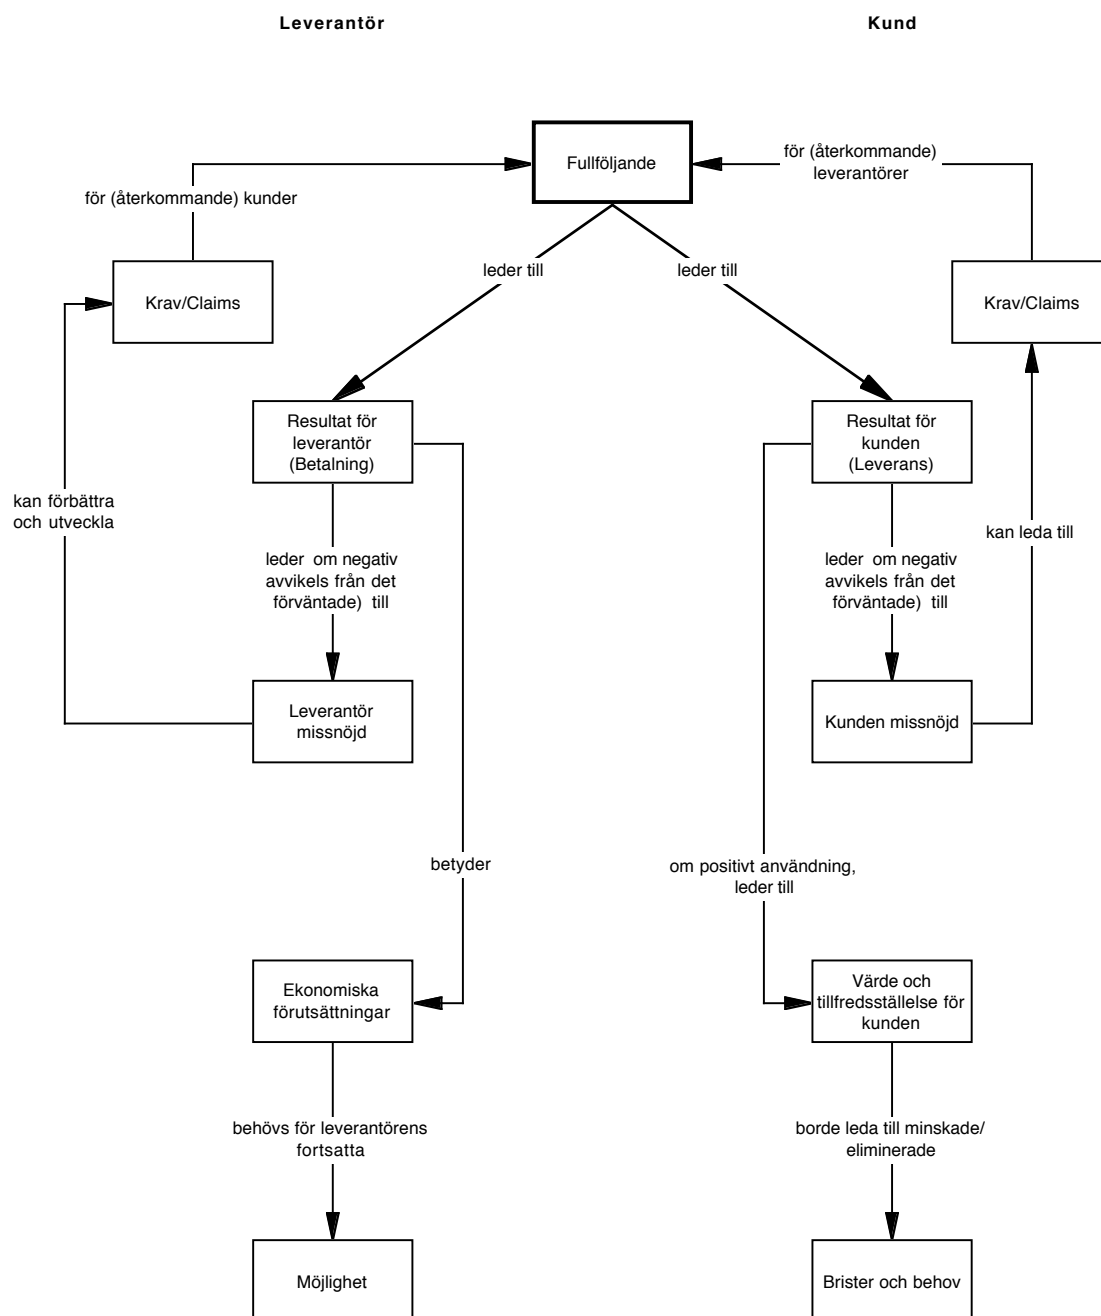 Leverantör
Kund
Fullföljande
för (återkommande)
leverantörer
för (återkommande) kunder
leder till
leder till
Krav/Claims
Krav/Claims
Resultat för
leverantör
(Betalning)
Resultat för
kunden
(Leverans)
kan förbättra
och utveckla
kan leda till
leder om negativ
avvikels från det
förväntade) till
leder om negativ
avvikels från det
förväntade) till
Leverantör
missnöjd
Kunden missnöjd
betyder
om positivt användning,
leder till
Ekonomiska
förutsättningar
Värde och
tillfredsställelse för
kunden
behövs för leverantörens
fortsatta
borde leda till minskade/
eliminerade
Möjlighet
Brister och behov